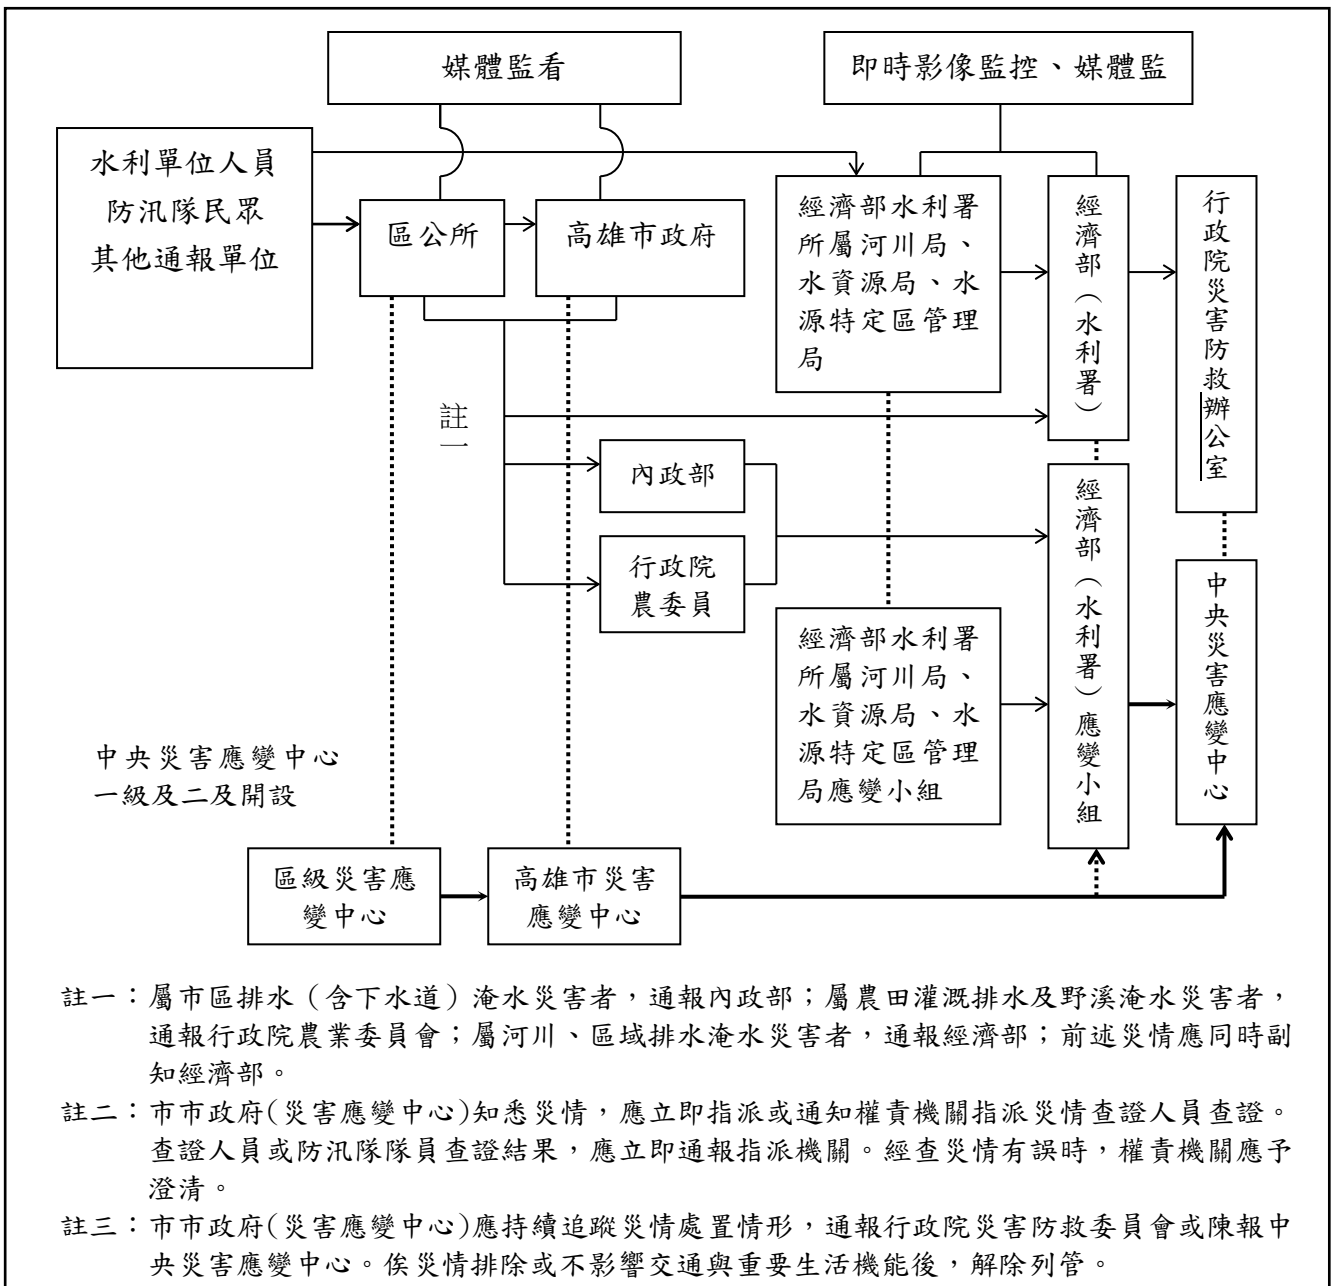 媒體監看
即時影像監控、媒體監
水利單位人員
防汛隊民眾
其他通報單位
區公所
高雄市政府
經濟部水利署
所屬河川局、
水資源局、水
源特定區管理
局
經濟部（水利署）
行政院災害防救辦公室
註一
內政部
行政院
農委員
經濟部水利署
所屬河川局、
水資源局、水
源特定區管理
局應變小組
經濟部（水利署）應變小組
中央災害應變中心
中央災害應變中心
一級及二及開設
區級災害應
變中心
高雄市災害
應變中心
註一：屬市區排水（含下水道）淹水災害者，通報內政部；屬農田灌溉排水及野溪淹水災害者，
通報行政院農業委員會；屬河川、區域排水淹水災害者，通報經濟部；前述災情應同時副
知經濟部。
註二：市市政府(災害應變中心)知悉災情，應立即指派或通知權責機關指派災情查證人員查證。
查證人員或防汛隊隊員查證結果，應立即通報指派機關。經查災情有誤時，權責機關應予
澄清。
註三：市市政府(災害應變中心)應持續追蹤災情處置情形，通報行政院災害防救委員會或陳報中
央災害應變中心。俟災情排除或不影響交通與重要生活機能後，解除列管。